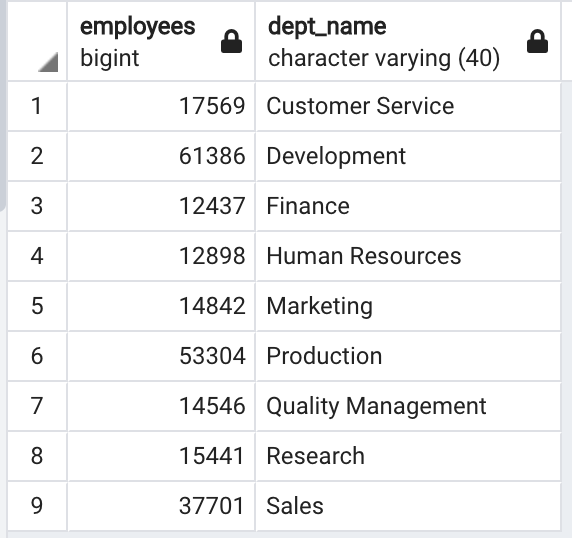 employees dept_name
bigint character varying (40)
1 17569 Customer Service
2 61386 Development
3 12437 Finance
4 12898 Human Resources
5 14842 Marketing
6 53304 Production
7 14546 Quality Management
8 15441 Research
9 37701 Sales